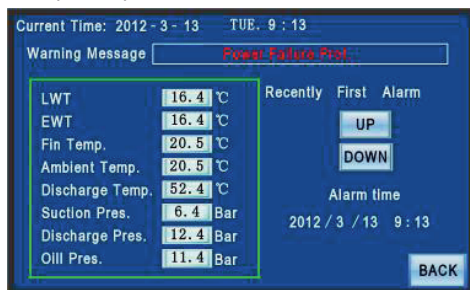 Current Time: 2012 - 3 - 13 TUE. 9 : 13
Warning Message Power Failure Prot.
LWT 16.4 ℃
EWT 16.4 ℃
Fin Temp. 20.5 ℃
Ambient Temp. 20.5 ℃
Discharge Temp. 52.4 ℃
Suction Pres. 6.4 Bar
Discharge Pres. 12.4 Bar
Oill Pres. 11.4 Bar
Recently First Alarm
UP
DOWN
Alarm time
2012 / 3 / 13 9 : 13
BACK